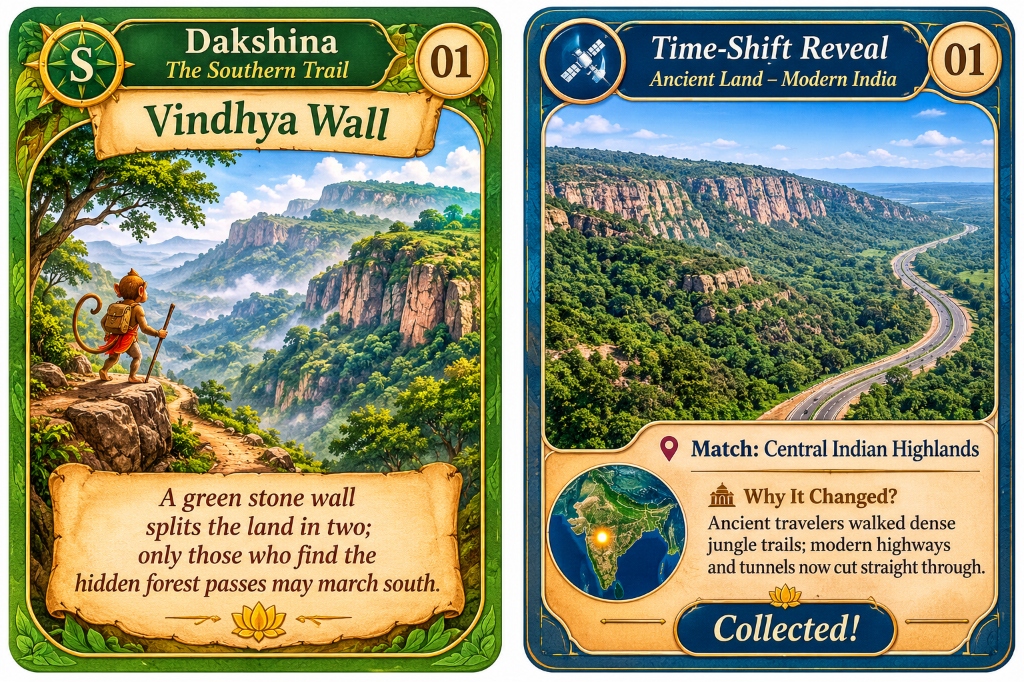 S
Dakshina
The Southern Trail
01
Vindhya Wall
A green stone wall
splits the land in two;
only those who find the
hidden forest passes may march south.
Time-Shift Reveal
Ancient Land – Modern India
01
Match: Central Indian Highlands
Why It Changed?
Ancient travelers walked dense
jungle trails; modern highways
and tunnels now cut straight through.
Collected!